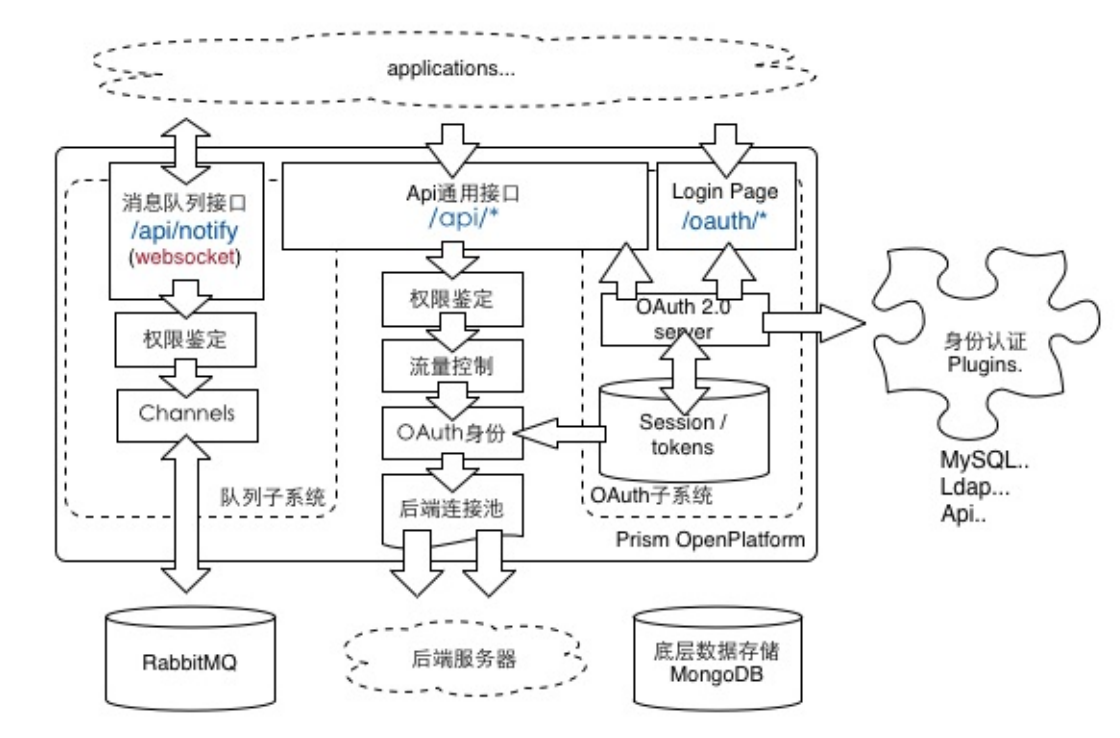 applications...
消息队列接口
/api/notify
(websocket)
Api通用接口
/api/*
Login Page
/oauth/*
权限鉴定
Channels
队列子系统
权限鉴定
流量控制
OAuth身份
后端连接池
OAuth 2.0
server
Session /
tokens
OAuth子系统
Prism OpenPlatform
身份认证
Plugins.
MySQL..
Ldap...
Api..
RabbitMQ
后端服务器
底层数据存储
MongoDB